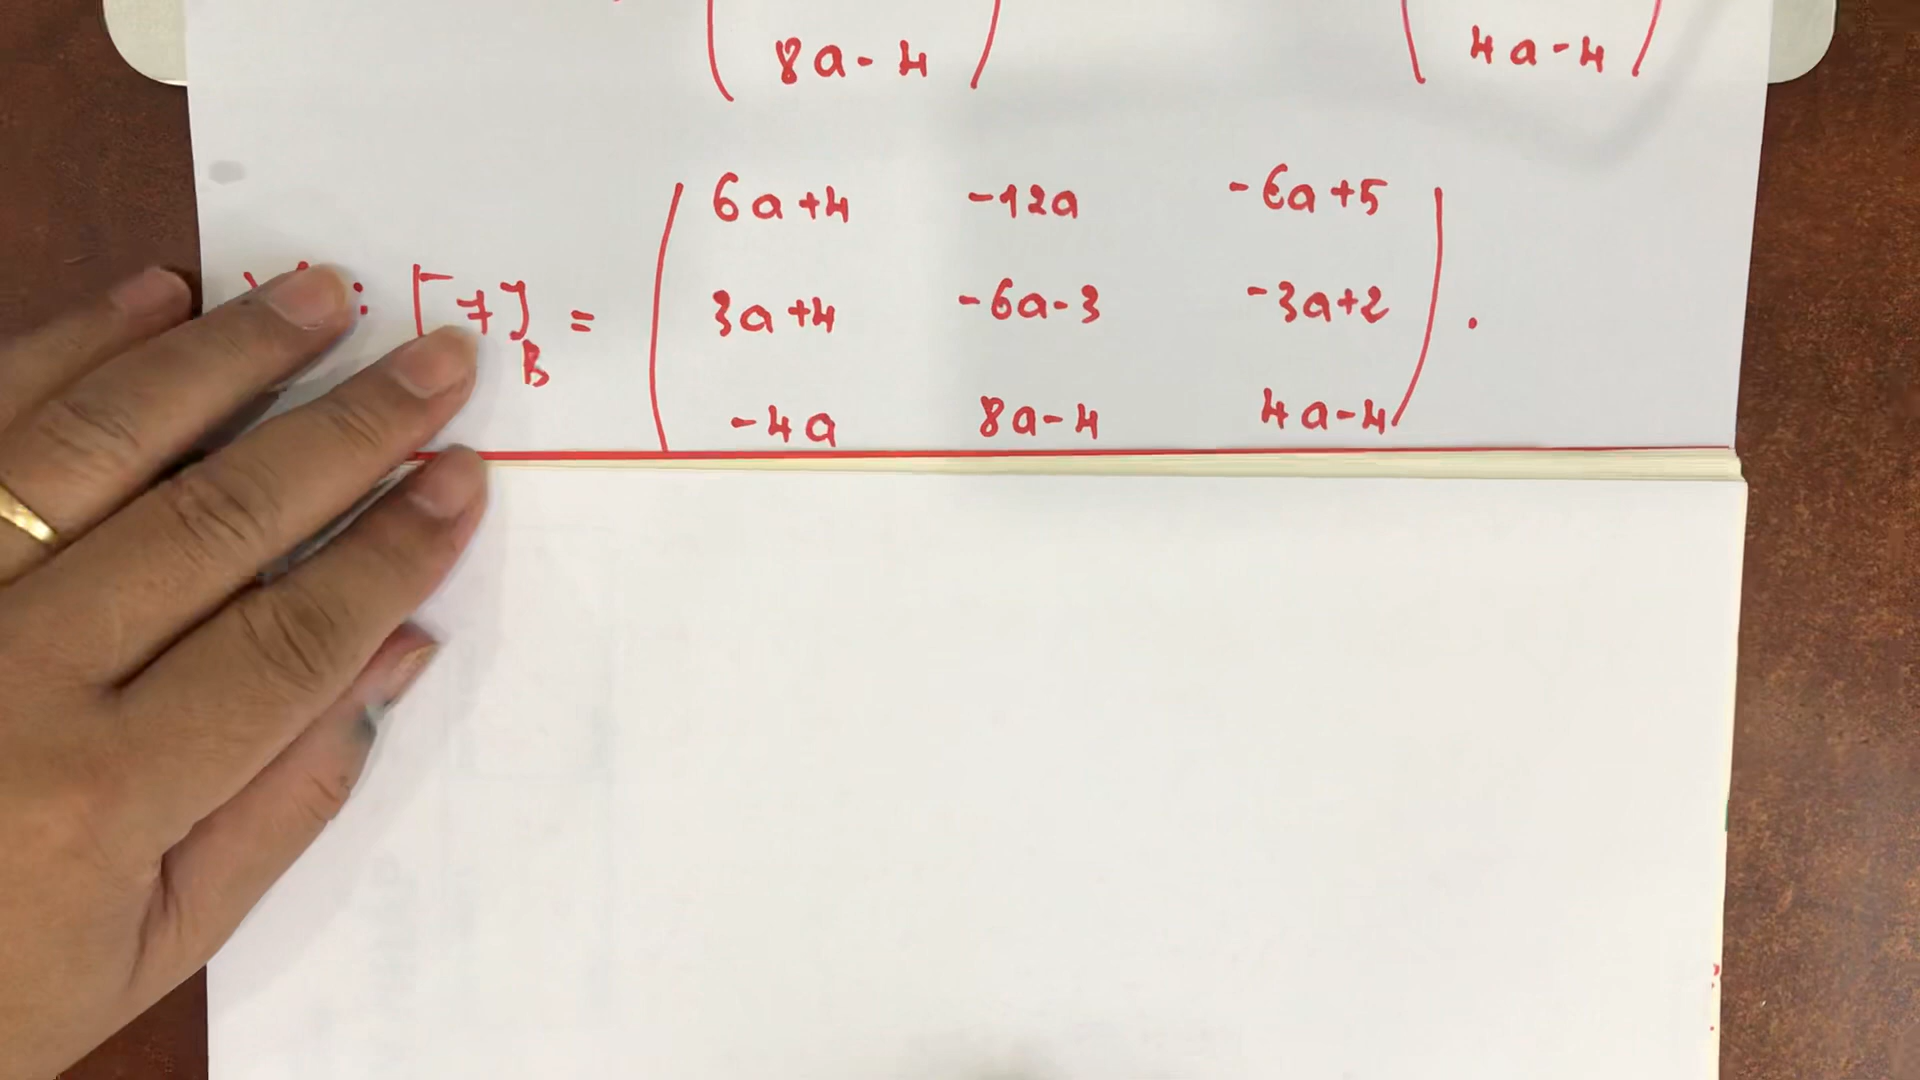 8a-4 4a-4
6a+4 -12a -6a+5
: [7]B = 3a+4 -6a-3 -3a+2 .
-4a 8a-4 4a-4